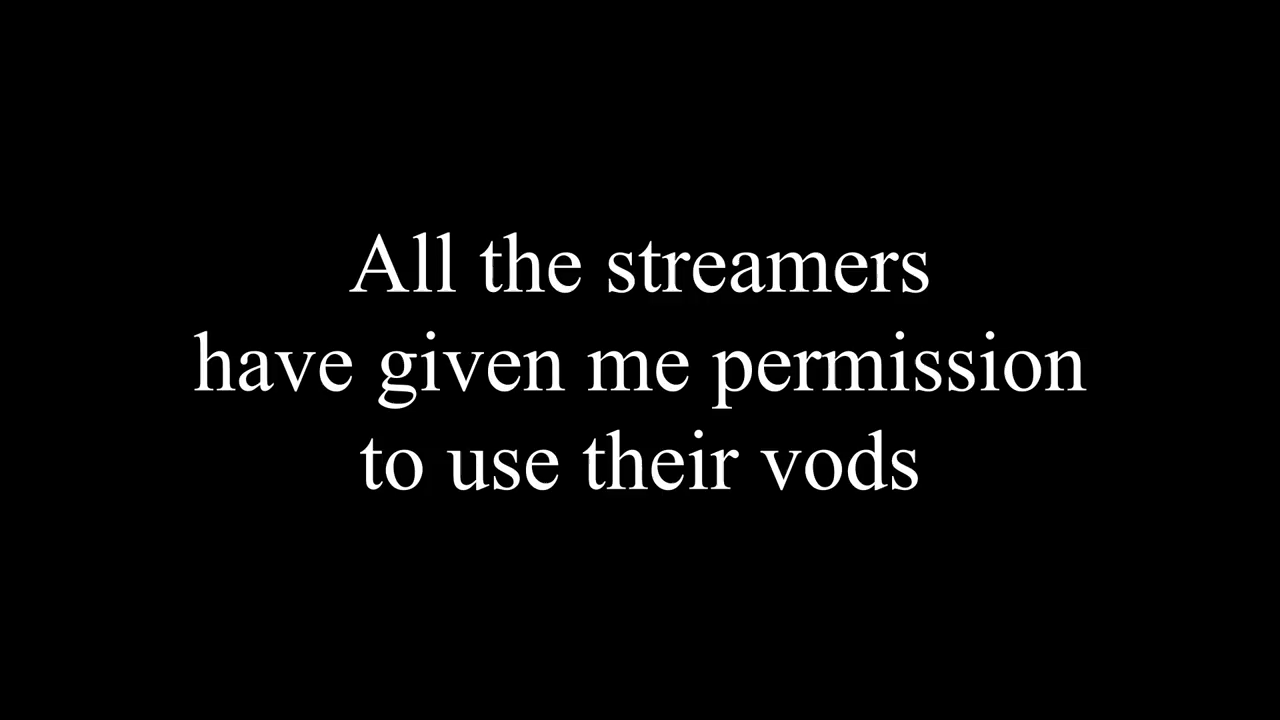 All the streamers
have given me permission
to use their vods